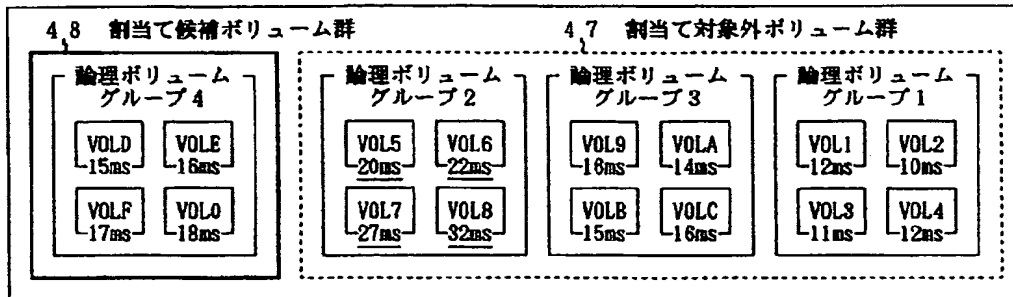 48 割当て候補ボリューム群 47 割当て対象外ボリューム群
論理ボリューム 論理ボリューム 論理ボリューム 論理ボリューム
グループ4 グループ2 グループ3 グループ1
VOLD VOLE VOL5 VOL6 VOL9 VOLA VOL1 VOL2
15ms 16ms 20ms 22ms 16ms 14ms 12ms 10ms
VOLF VOL0 VOL7 VOL8 VOLB VOLC VOL3 VOL4
17ms 18ms 27ms 32ms 15ms 16ms 11ms 12ms